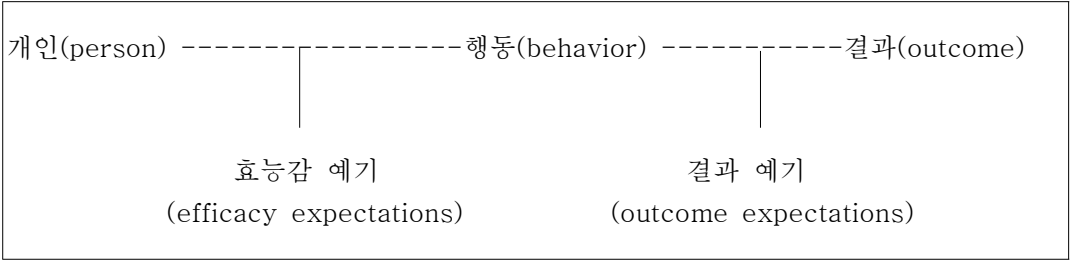 개인(person) -----------------행동(behavior) -----------결과(outcome)
효능감 예기 결과 예기
(efficacy expectations) (outcome expectations)